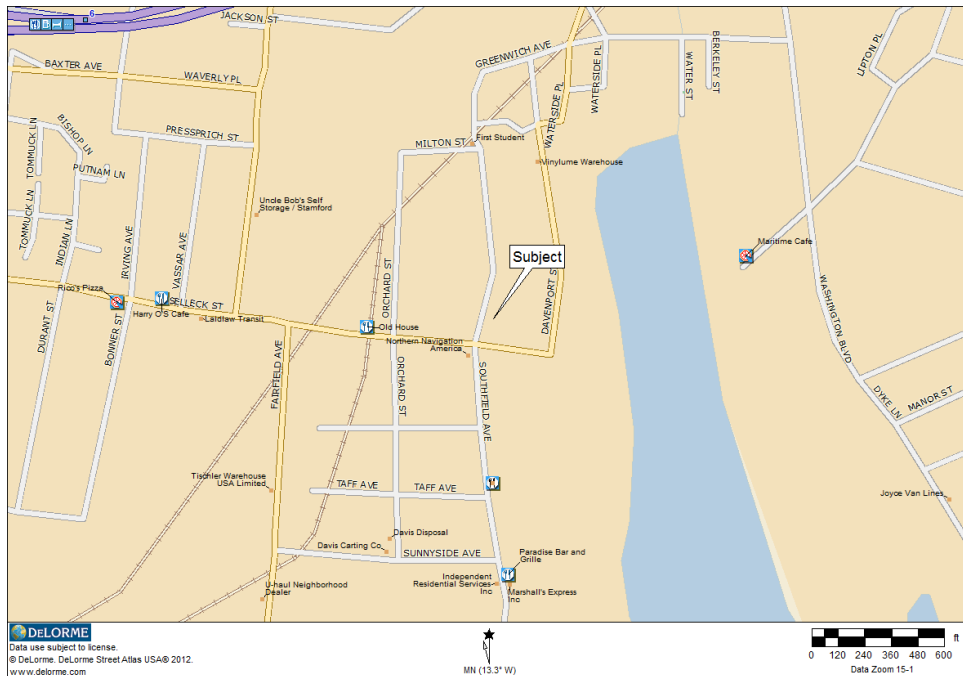 6
JACKSON ST
GREENWICH AVE
BERKELEY ST
BAXTER AVE
WAVERLY PL
WATERSIDE PL
WATERSIDE PL
WATER ST
LIPTON PL
BISHOP LN
TOMMUCK LN
PRESSPRICH ST
MILTON ST
First Student
PUTNAM LN
Vinylume Warehouse
Uncle Bob's Self
Storage / Stamford
TOMMUCK LN
INDIAN LN
IRVING AVE
VASSAR AVE
ORCHARD ST
Subject
Maritime Cafe
DAVENPORT S
WASHINGTON BLVD
Rico's Pizza
SELLECK ST
Harry O'S Cafe
Laidlaw Transit
Old House
DURANT ST
BONNER ST
Northern Navigation
America
FAIRFIELD AVE
ORCHARD ST
SOUTHFIELD AVE
DYKE LN
MANOR ST
Tischler Warehouse
USA Limited
TAFF AVE
TAFF AVE
Joyce Van Lines
Davis Disposal
Davis Carting Co
SUNNYSIDE AVE
Paradise Bar and
Grille
U-haul Neighborhood
Dealer
Independent
Residential Services
Inc
Marshall's Express
Inc
DELORME
Data use subject to license.
© DeLorme. DeLorme Street Atlas USA® 2012.
www.delorme.com
MN (13.3° W)
ft
0 120 240 360 480 600
Data Zoom 15-1